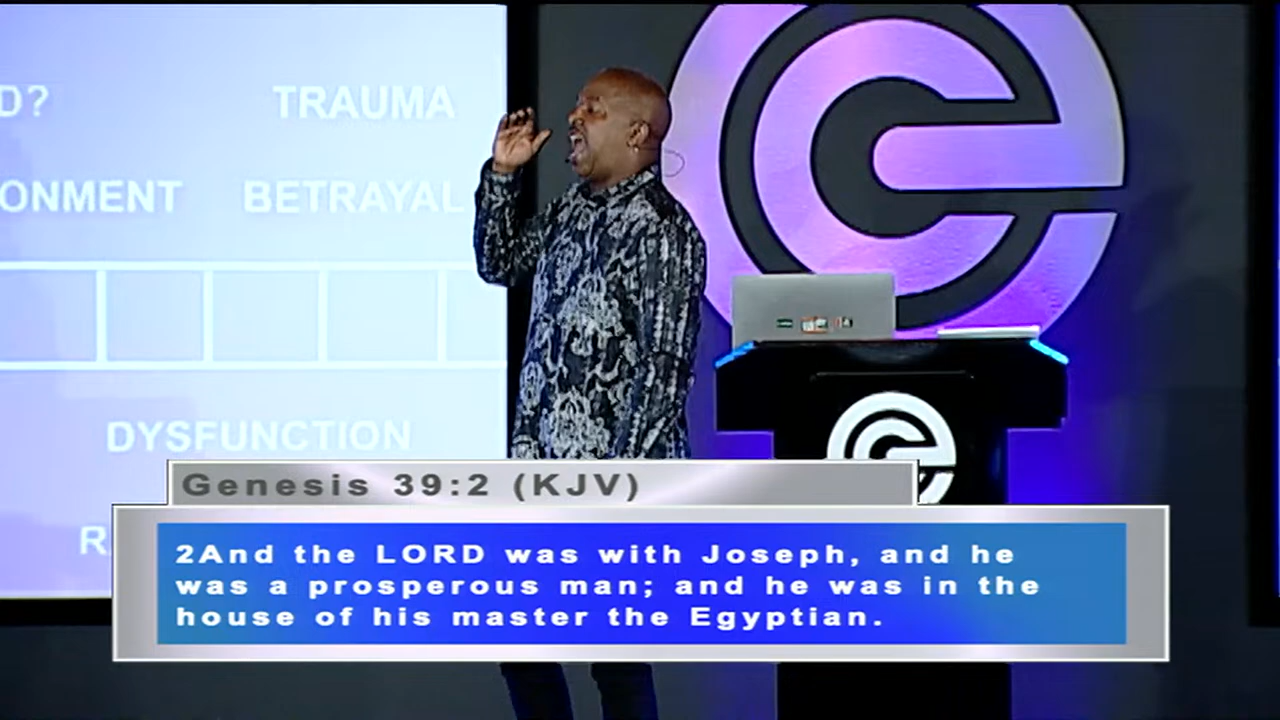 D? TRAUMA
ONMENT BETRAYAL
DYSFUNCTION
R
Genesis 39:2 (KJV)
2And the LORD was with Joseph, and he
was a prosperous man; and he was in the
house of his master the Egyptian.